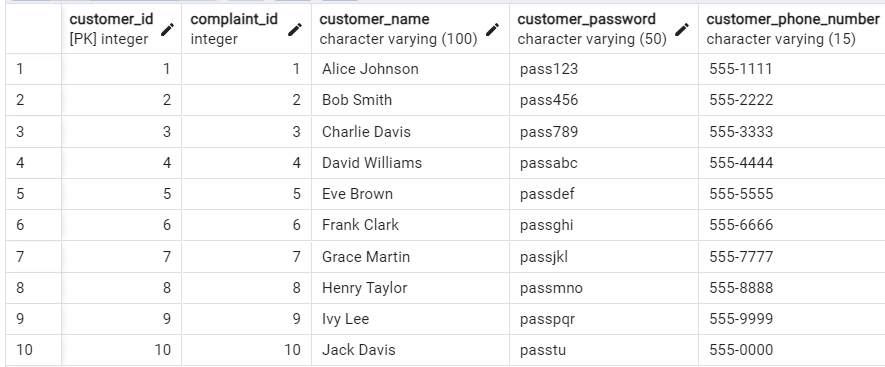 customer_id complaint_id customer_name customer_password customer_phone_number
[PK] integer integer character varying (100) character varying (50) character varying (15)
1 1 1 Alice Johnson pass123 555-1111
2 2 2 Bob Smith pass456 555-2222
3 3 3 Charlie Davis pass789 555-3333
4 4 4 David Williams passabc 555-4444
5 5 5 Eve Brown passdef 555-5555
6 6 6 Frank Clark passghi 555-6666
7 7 7 Grace Martin passjkl 555-7777
8 8 8 Henry Taylor passmno 555-8888
9 9 9 Ivy Lee passpqr 555-9999
10 10 10 Jack Davis passtu 555-0000